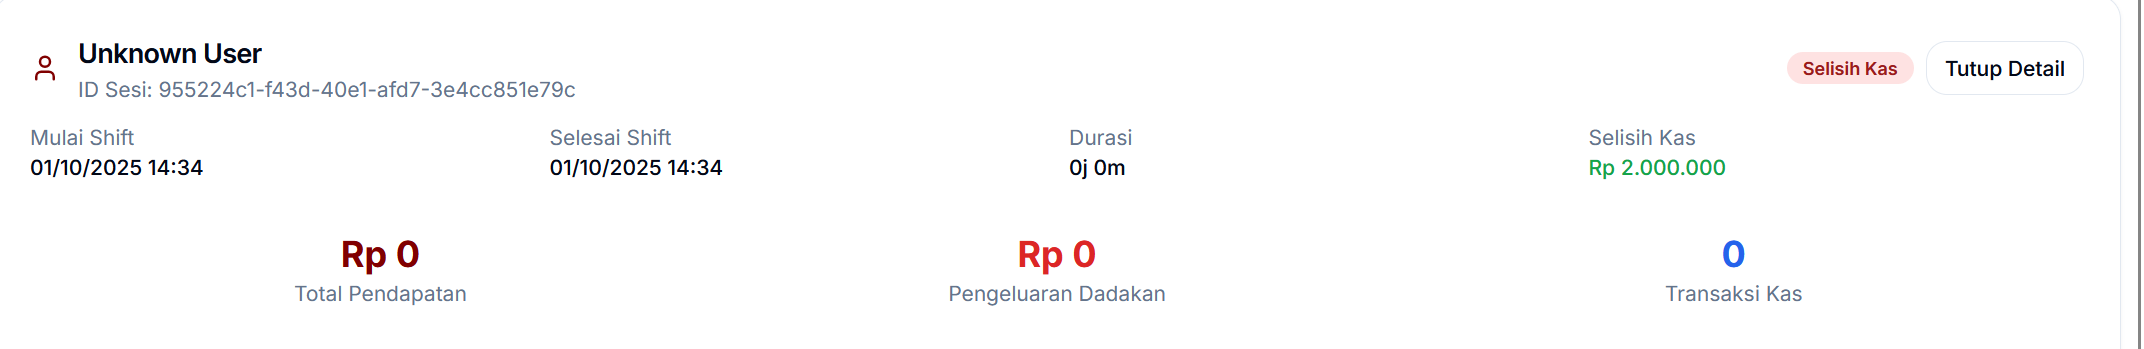 Unknown User
ID Sesi: 955224c1-f43d-40e1-afd7-3e4cc851e79c
Selisih Kas
Tutup Detail
Mulai Shift
01/10/2025 14:34
Selesai Shift
01/10/2025 14:34
Durasi
0j 0m
Selisih Kas
Rp 2.000.000
Rp 0
Total Pendapatan
Rp 0
Pengeluaran Dadakan
0
Transaksi Kas